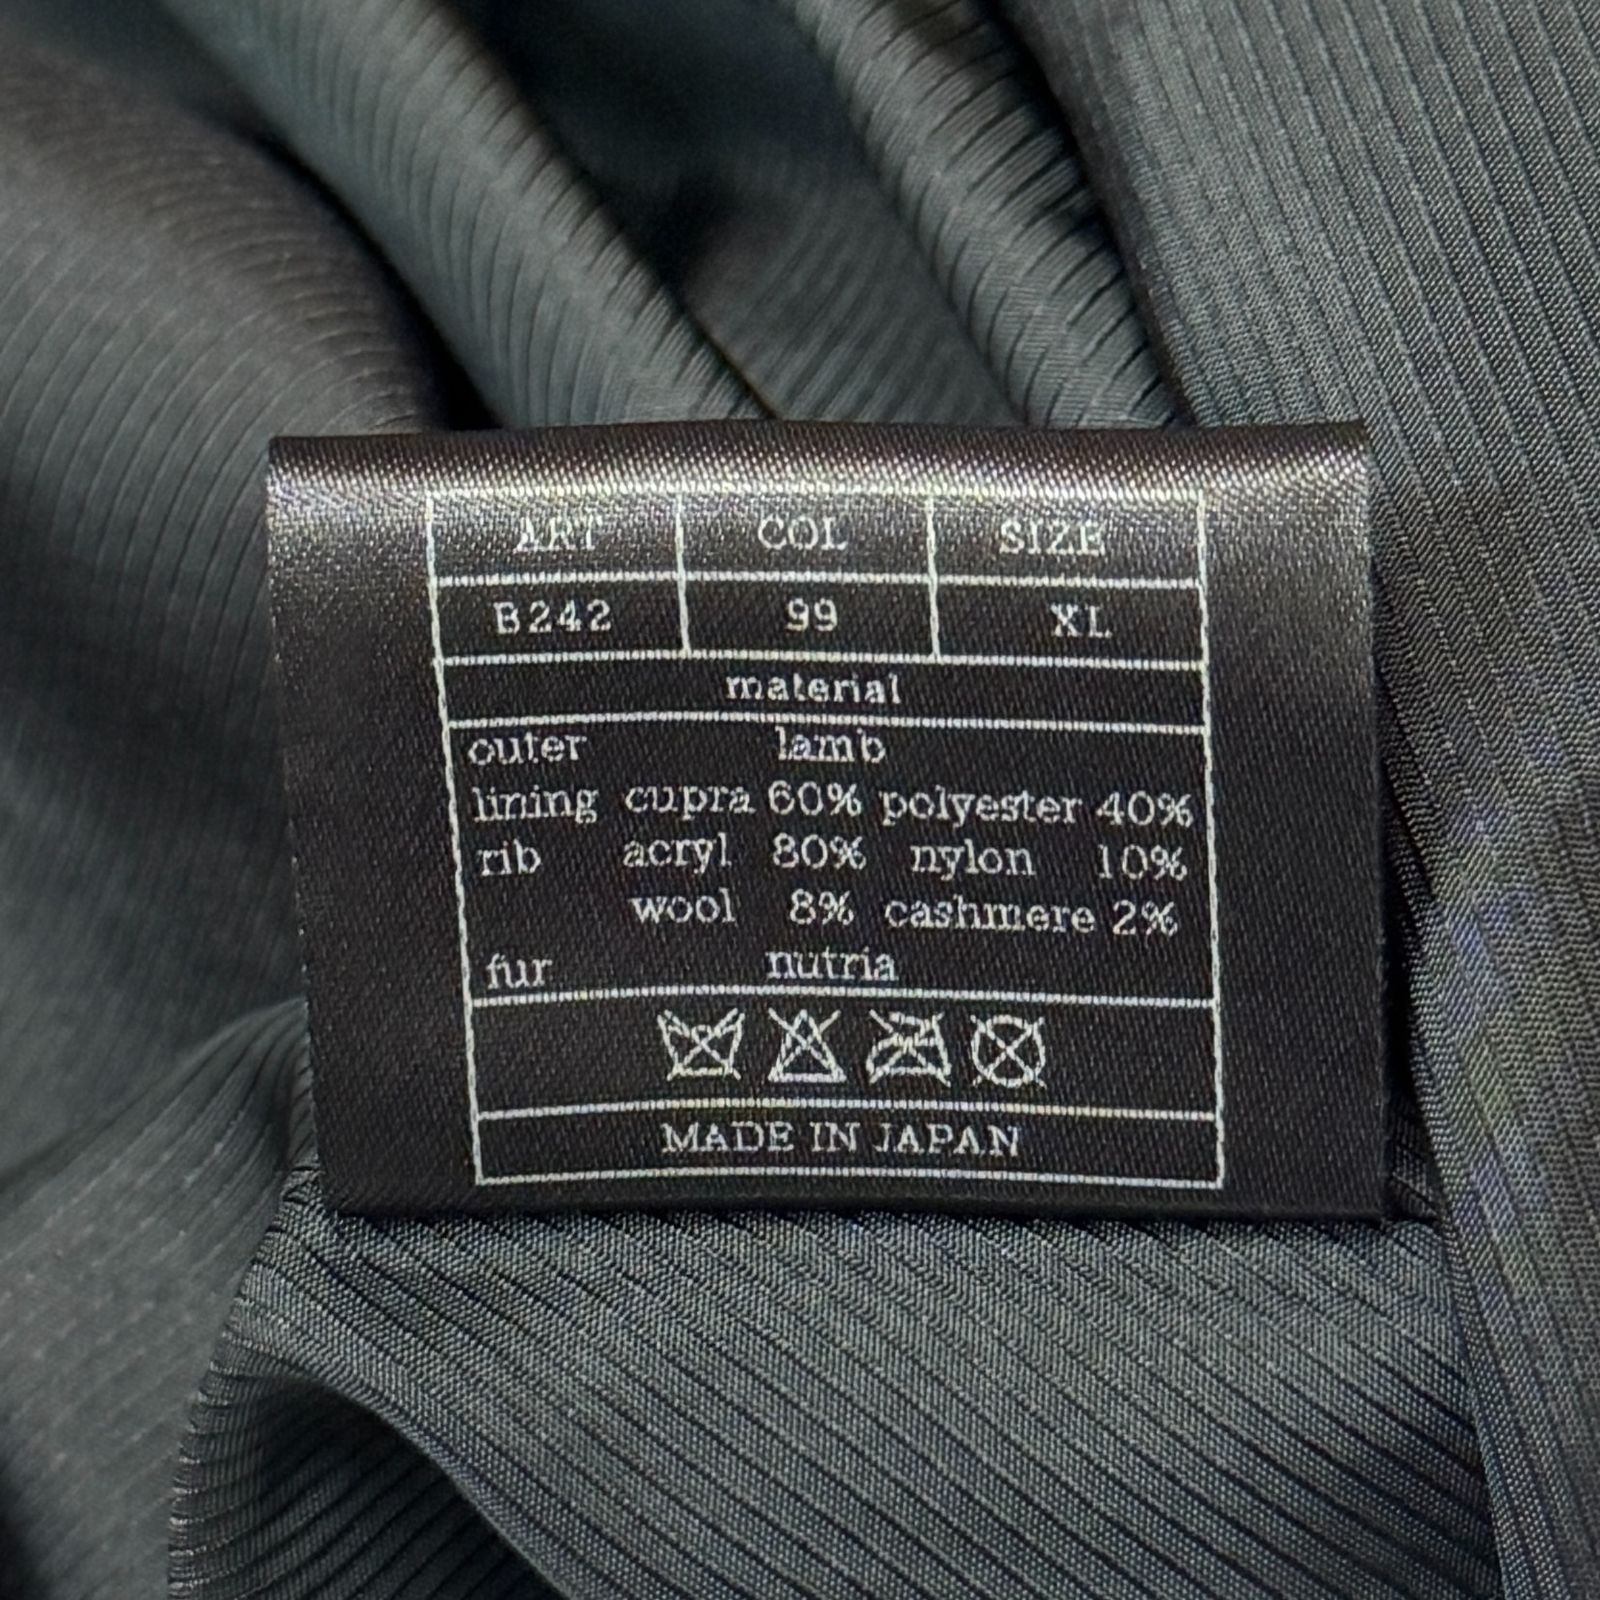 ART COL SIZE
B242 99 XL
material
outer lamb
lining cupra 60% polyester 40%
rib acryl 80% nylon 10%
wool 8% cashmere 2%
fur nutria
MADE IN JAPAN